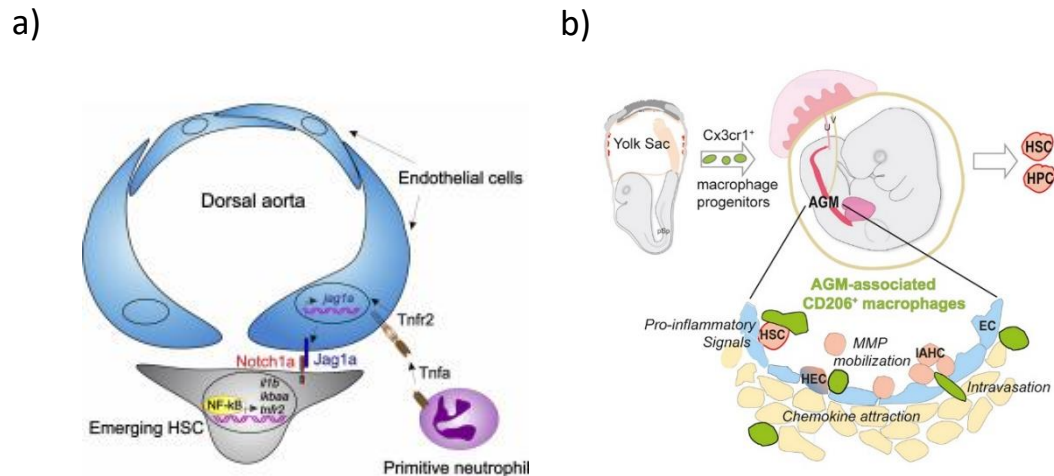 a)
Dorsal aorta
Endothelial cells
jag1a
Tnfr2
Notch1a
Jag1a
Tnfa
il1b
ikbaa
NF-kB
tnfr2
Emerging HSC
Primitive neutrophil
b)
Yolk Sac
Cx3cr1⁺
macrophage
progenitors
AGM
HSC
HPC
AGM-associated
CD206⁺ macrophages
Pro-inflammatory
Signals
HSC
MMP
mobilization
IAHC
EC
HEC
Intravasation
Chemokine attraction